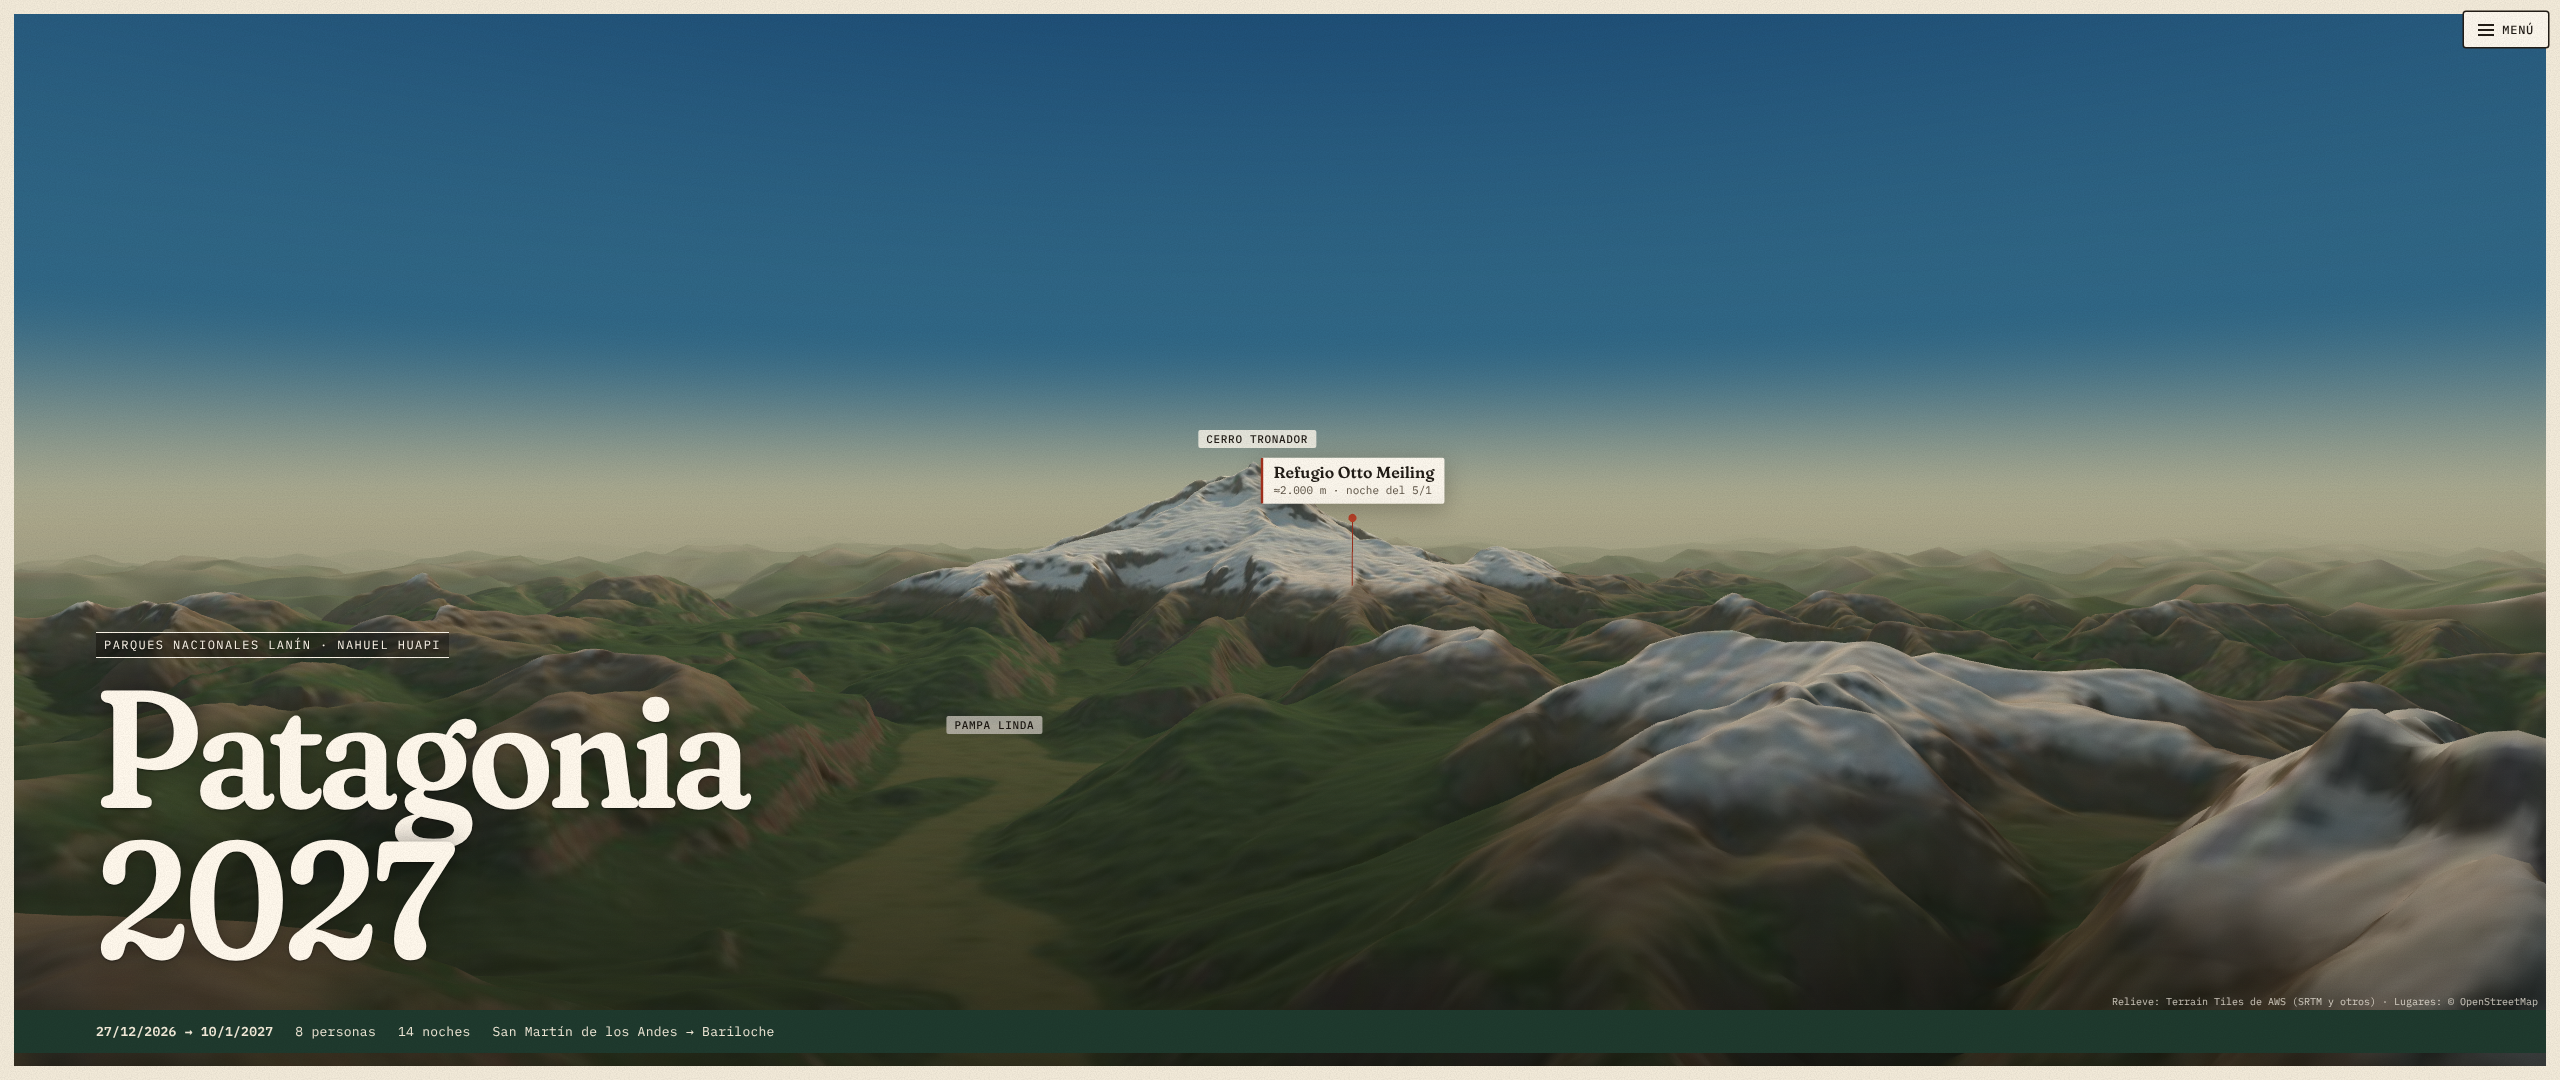 MENÚ
CERRO TRONADOR
Refugio Otto Meiling
≈2.000 m · noche del 5/1
PARQUES NACIONALES LANÍN · NAHUEL HUAPI
Patagonia
2027
PAMPA LINDA
Relieve: Terrain Tiles de AWS (SRTM y otros) · Lugares: © OpenStreetMap
27/12/2026 → 10/1/2027 8 personas 14 noches San Martín de los Andes → Bariloche